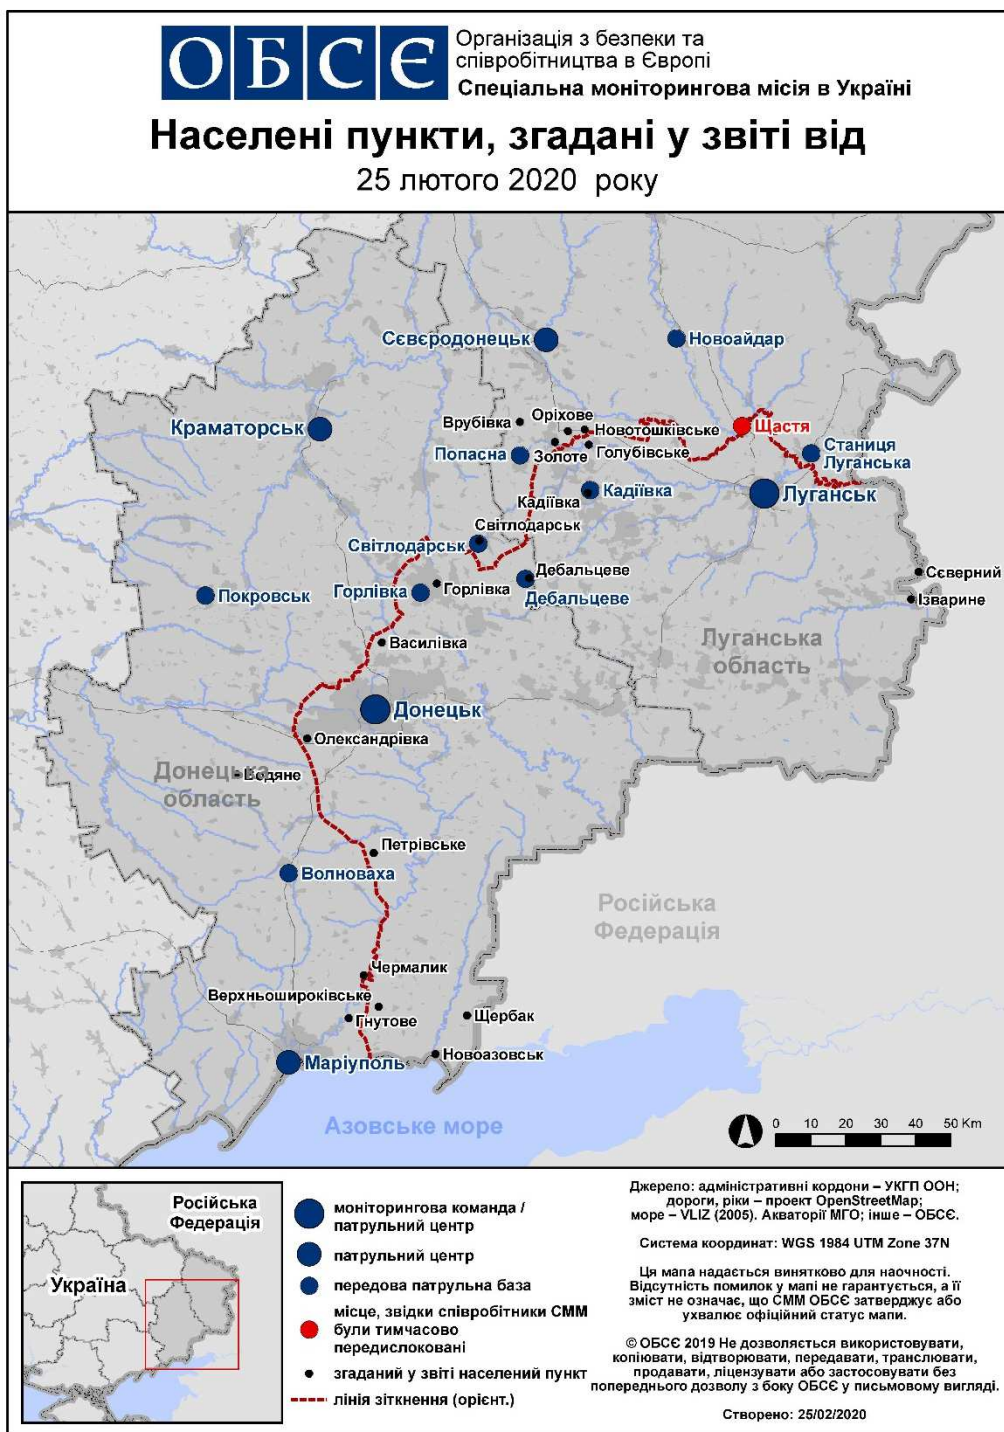 ОБСЄ
Організація з безпеки та
співробітництва в Європі
Спеціальна моніторингова місія в Україні
Населені пункти, згадані у звіті від
25 лютого 2020 року
Сєвєродонецьк
Новоайдар
Краматорськ
Врубівка
Оріхове
Новотошківське
Щастя
Попасна
Золоте
Голубівське
Станиця
Луганська
Кадіївка
Кадіївка
Луганськ
Світлодарськ
Світлодарськ
Дебальцеве
Дебальцеве
Горлівка
Горлівка
Покровськ
Сєверний
Ізварине
Василівка
Луганська
область
Донецьк
Олександрівка
Водяне
Донецька
область
Петрівське
Волноваха
Російська
Федерація
Чермалик
Верхньошироківське
Гнутове
Щербак
Новоазовськ
Маріуполь
Азовське море
0 10 20 30 40 50 Km
Російська
Федерація
Україна
моніторингова команда /
патрульний центр
патрульний центр
передова патрульна база
місце, звідки співробітники СММ
були тимчасово
передислоковані
згаданий у звіті населений пункт
лінія зіткнення (орієнт.)
Джерело: адміністративні кордони – УКГП ООН;
дороги, ріки – проект OpenStreetMap;
море – VLIZ (2005). Акваторії МГО; інше – ОБСЄ.
Система координат: WGS 1984 UTM Zone 37N
Ця мапа надається винятково для наочності.
Відсутність помилок у мапі не гарантується, а її
зміст не означає, що СММ ОБСЄ затверджує або
ухвалює офіційний статус мапи.
© ОБСЄ 2019 Не дозволяється використовувати,
копіювати, відтворювати, передавати, транслювати,
продавати, ліцензувати або застосовувати без
попереднього дозволу з боку ОБСЄ у письмовому вигляді.
Створено: 25/02/2020